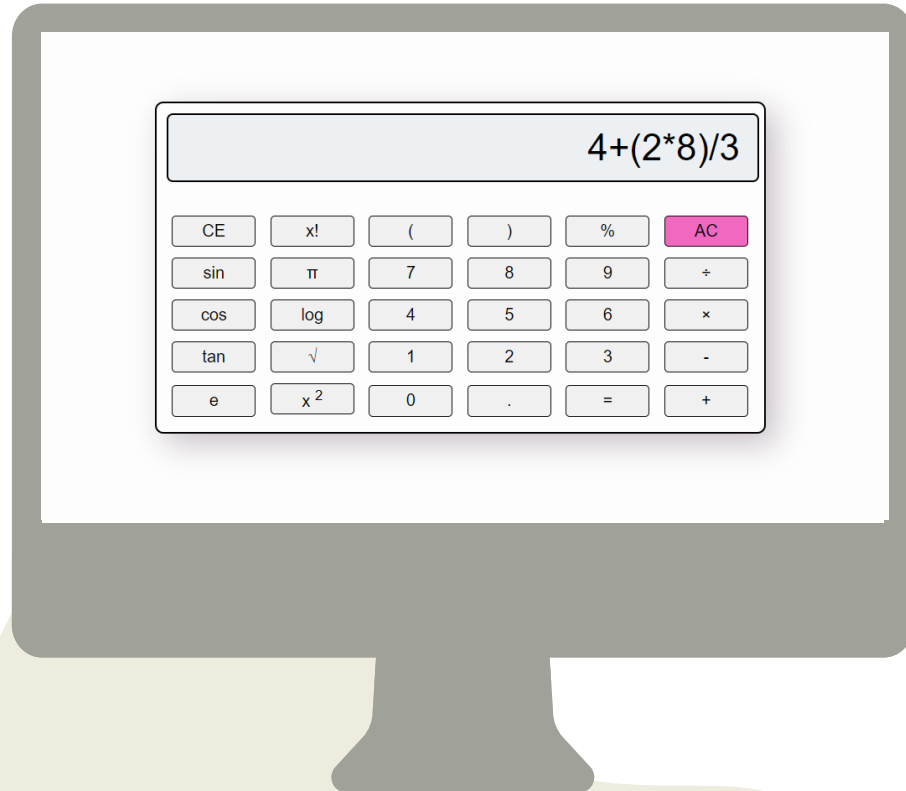 4+(2*8)/3
CE x! ( ) % AC
sin π 7 8 9 ÷
cos log 4 5 6 ×
tan √ 1 2 3 -
e x 2 0 . = +